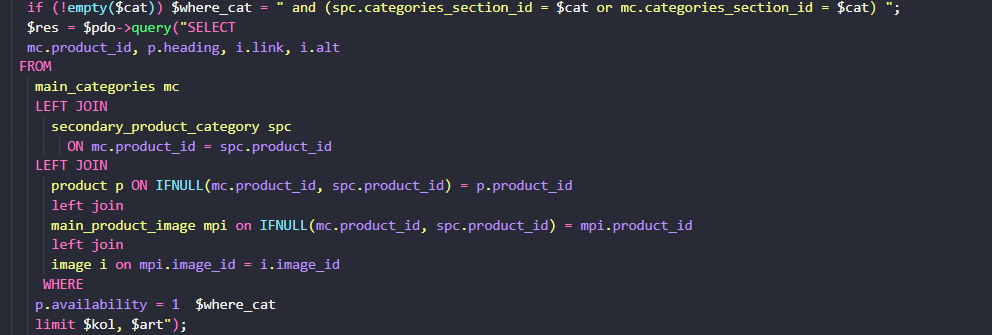 if (!empty($cat)) $where_cat = " and (spc.categories_section_id = $cat or mc.categories_section_id = $cat) ";
$res = $pdo->query("SELECT
mc.product_id, p.heading, i.link, i.alt
FROM
main_categories mc
LEFT JOIN
secondary_product_category spc
ON mc.product_id = spc.product_id
LEFT JOIN
product p ON IFNULL(mc.product_id, spc.product_id) = p.product_id
left join
main_product_image mpi on IFNULL(mc.product_id, spc.product_id) = mpi.product_id
left join
image i on mpi.image_id = i.image_id
WHERE
p.availability = 1  $where_cat
limit $kol, $art");